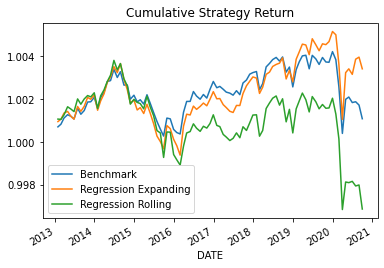 Cumulative Strategy Return
1.004
1.002
1.000
0.998
Benchmark
Regression Expanding
Regression Rolling
2013 2014 2015 2016 2017 2018 2019 2020 2021
DATE